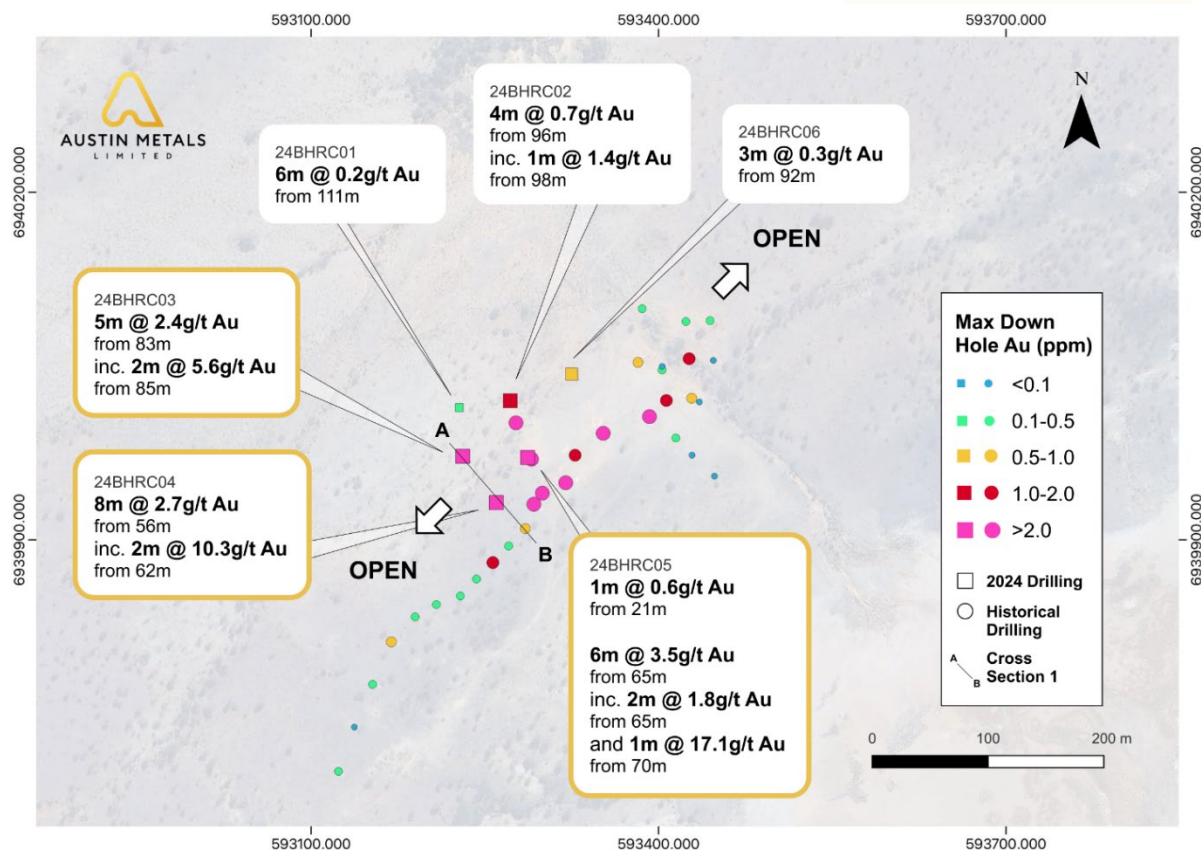 593100.000
593400.000
593700.000
6940200.000
6940200.000
6939900.000
6939900.000
593100.000
593400.000
593700.000
AUSTIN METALS
LIMITED
24BHRC01
6m @ 0.2g/t Au
from 111m
24BHRC02
4m @ 0.7g/t Au
from 96m
inc. 1m @ 1.4g/t Au
from 98m
24BHRC06
3m @ 0.3g/t Au
from 92m
N
OPEN
24BHRC03
5m @ 2.4g/t Au
from 83m
inc. 2m @ 5.6g/t Au
from 85m
A
24BHRC04
8m @ 2.7g/t Au
from 56m
inc. 2m @ 10.3g/t Au
from 62m
OPEN
B
24BHRC05
1m @ 0.6g/t Au
from 21m
6m @ 3.5g/t Au
from 65m
inc. 2m @ 1.8g/t Au
from 65m
and 1m @ 17.1g/t Au
from 70m
Max Down
Hole Au (ppm)
<0.1
0.1-0.5
0.5-1.0
1.0-2.0
>2.0
2024 Drilling
Historical
Drilling
A
B
Cross
Section 1
0
100
200 m